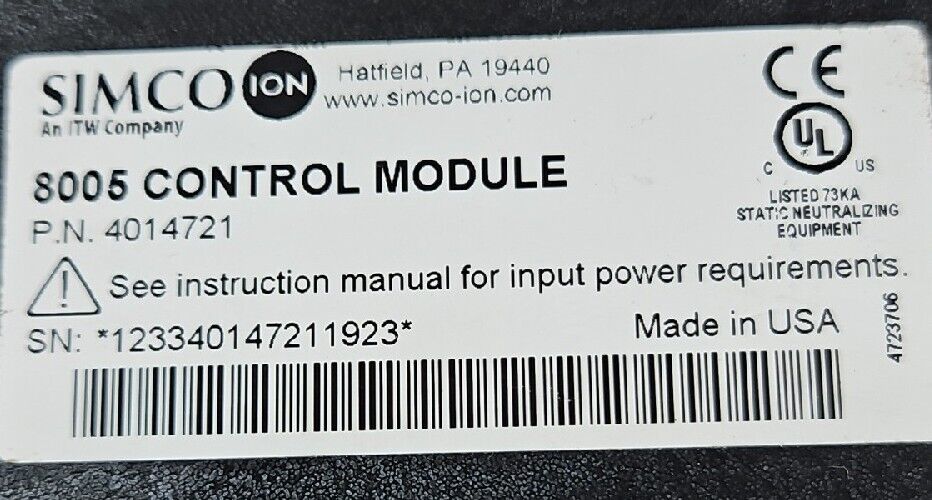 SIMCO ION
An ITW Company
Hatfield, PA 19440
www.simco-ion.com
CE
UL
C US
LISTED 73KA
STATIC NEUTRALIZING
EQUIPMENT
8005 CONTROL MODULE
P.N. 4014721
! See instruction manual for input power requirements.
SN: *123340147211923*
Made in USA
4723706